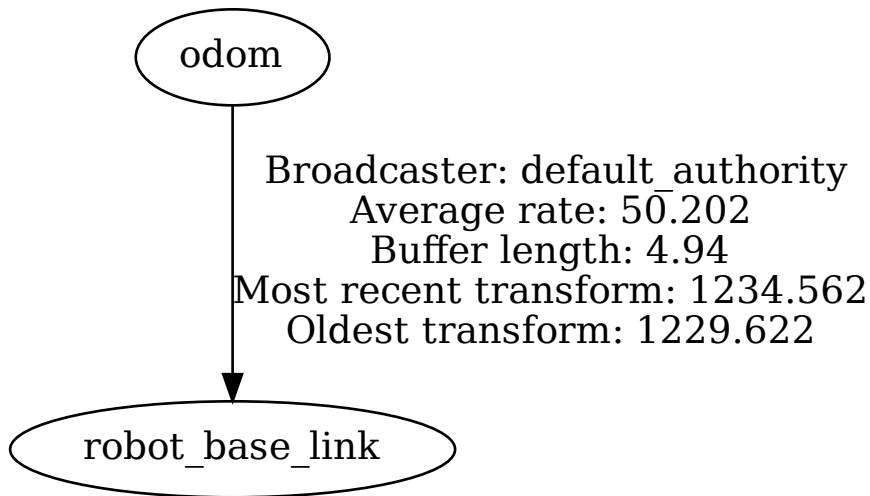 odom
Broadcaster: default_authority
Average rate: 50.202
Buffer length: 4.94
Most recent transform: 1234.562
Oldest transform: 1229.622
robot_base_link